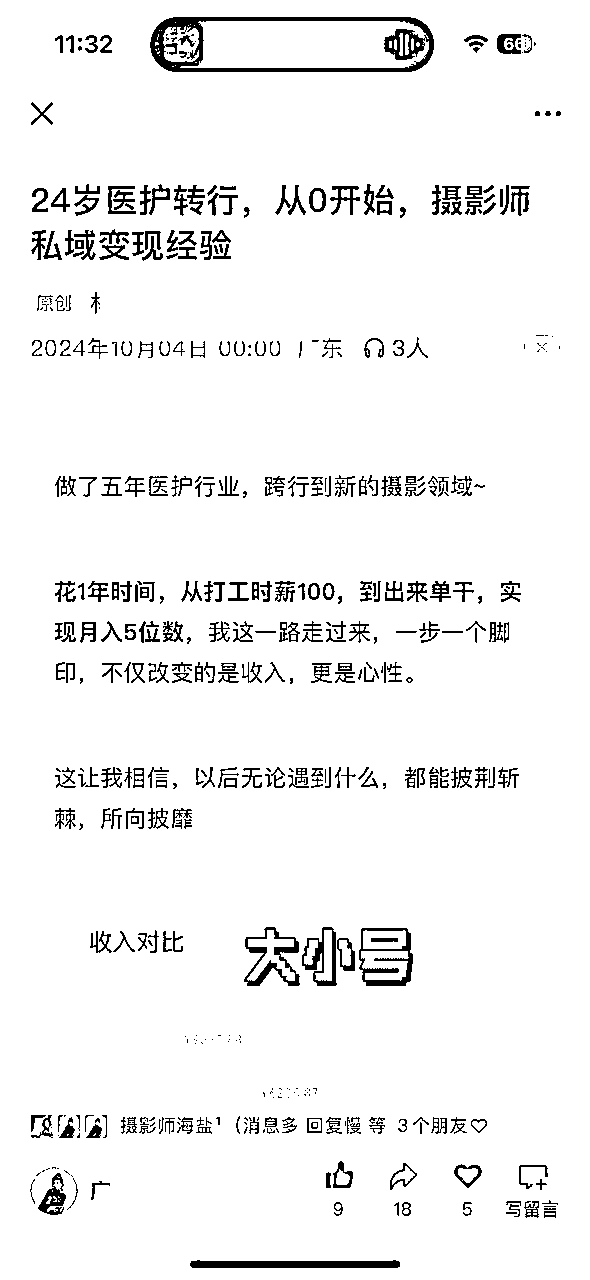 11:32
66
24岁医护转行，从0开始，摄影师
私域变现经验
原创
2024年10月04日 00:00 广东 3人
做了五年医护行业，跨行到新的摄影领域~
花1年时间，从打工时薪100，到出来单干，实
现月入5位数，我这一路走过来，一步一个脚
印，不仅改变的是收入，更是心性。
这让我相信，以后无论遇到什么，都能披荆斩
棘，所向披靡
收入对比
大小号
摄影师海盐¹（消息多 回复慢 等 3个朋友♡
9 18 5 写留言